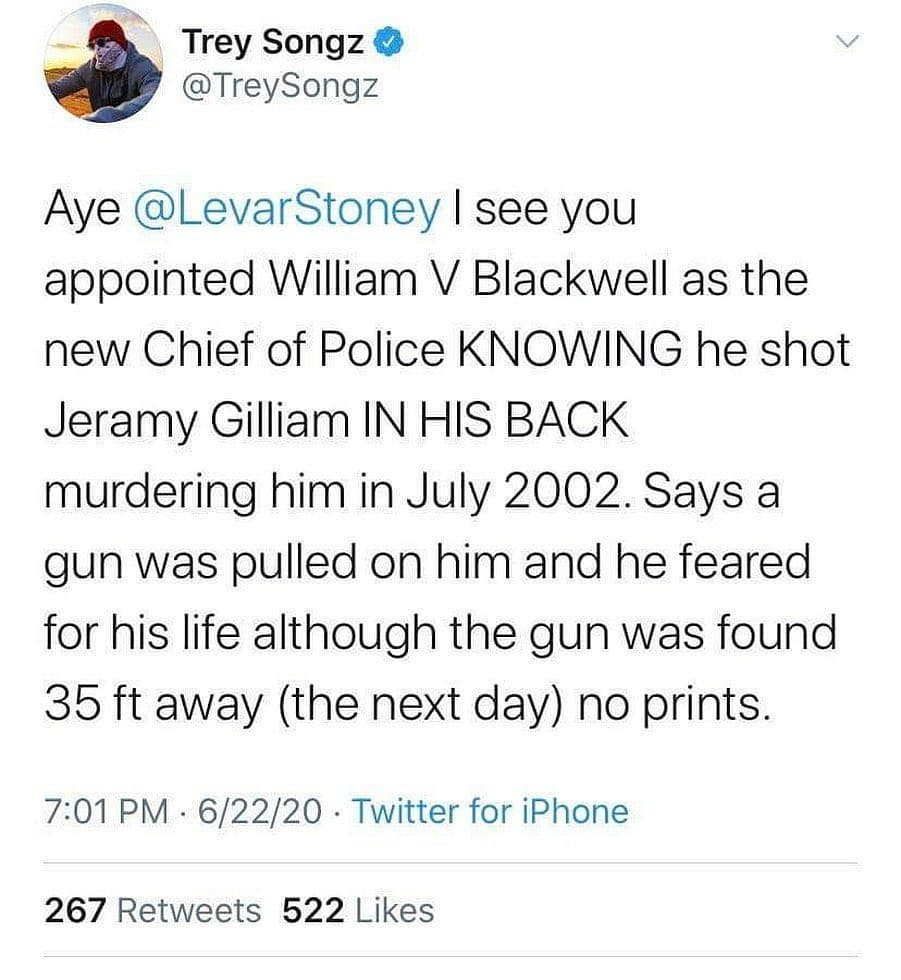 Trey Songz
@TreySongz
Aye @LevarStoney I see you
appointed William V Blackwell as the
new Chief of Police KNOWING he shot
Jeramy Gilliam IN HIS BACK
murdering him in July 2002. Says a
gun was pulled on him and he feared
for his life although the gun was found
35 ft away (the next day) no prints.
7:01 PM · 6/22/20 · Twitter for iPhone
267 Retweets 522 Likes